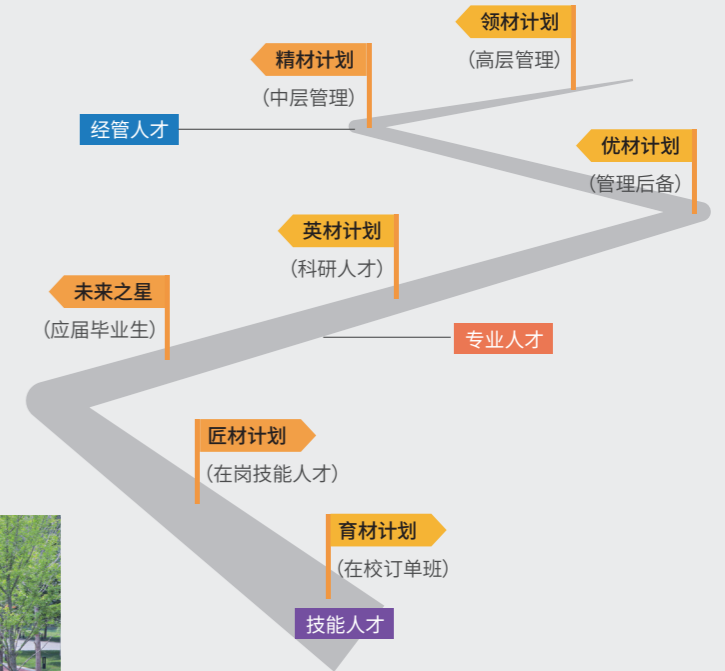 领材计划
(高层管理)
精材计划
(中层管理)
经管人才
优材计划
(管理后备)
英材计划
(科研人才)
未来之星
(应届毕业生)
专业人才
匠材计划
(在岗技能人才)
育材计划
(在校订单班)
技能人才